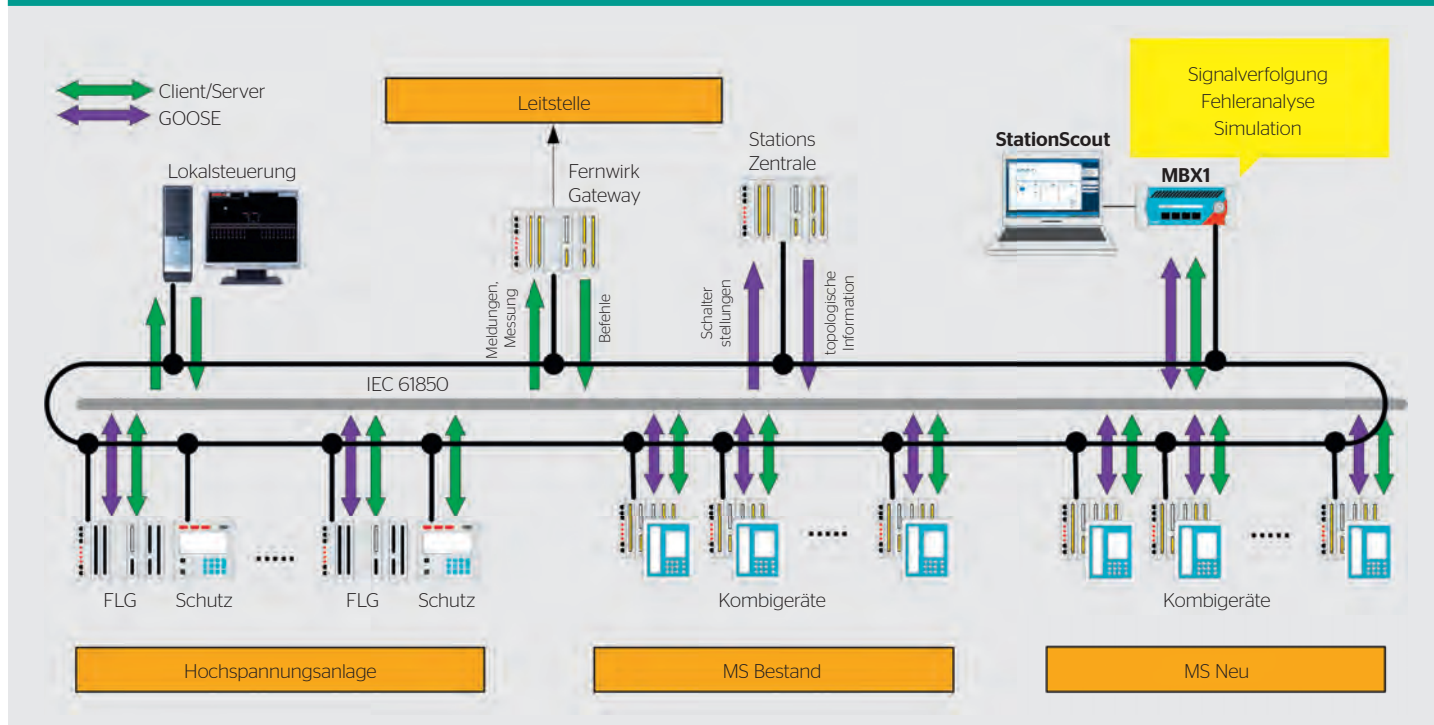 Client/Server
GOOSE
Leitstelle
Signalverfolgung
Fehleranalyse
Simulation
Lokalsteuerung
Fernwirk
Gateway
Stations
Zentrale
StationScout
MBX1
Meldungen,
Messung
Befehle
Schalter
stellungen
topologische
Information
IEC 61850
FLG
Schutz
FLG
Schutz
Kombigeräte
Kombigeräte
Hochspannungsanlage
MS Bestand
MS Neu